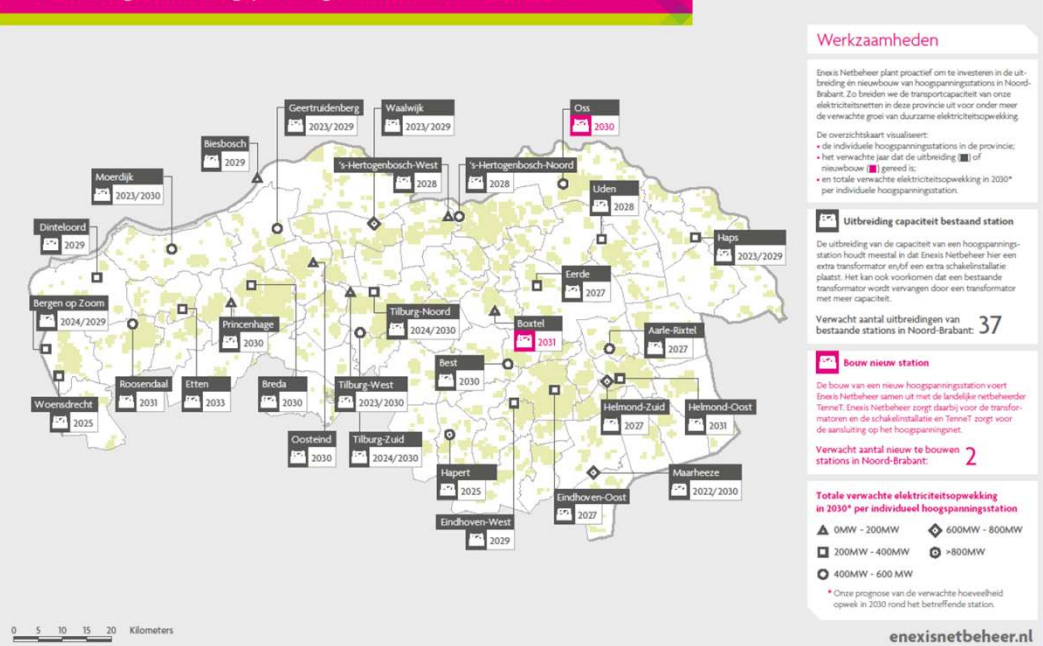 Werkzaamheden
Enexis Netbeheer plant proactief om te investeren in de uit-
breiding én nieuwbouw van hoogspanningsstations in Noord-
Brabant. Zo breiden we de transportcapaciteit van onze
elektriciteitsnetten in deze provincie uit voor onder meer
de verwachte groei van duurzame elektriciteitsopwekking.
De overzichtskaart visualiseert:
• de individuele hoogspanningsstations in de provincie;
• het verwachte jaar dat de uitbreiding ( ) of
nieuwbouw ( ) gereed is;
• en totale verwachte elektriciteitsopwekking in 2030*
per individuele hoogspanningsstation.
Uitbreiding capaciteit bestaand station
De uitbreiding van de capaciteit van een hoogspannings-
station houdt meestal in dat Enexis Netbeheer hier een
extra transformator en/of een extra schakelinstallatie
plaatst. Het kan ook voorkomen dat een bestaande
transformator wordt vervangen door een transformator
met meer capaciteit.
Verwacht aantal uitbreidingen van
bestaande stations in Noord-Brabant: 37
Bouw nieuw station
De bouw van een nieuw hoogspanningsstation voert
Enexis Netbeheer samen uit met de landelijke netbeheerder
TenneT. Enexis Netbeheer zorgt daarbij voor de transfor-
matoren en de schakelinstallatie en TenneT zorgt voor
de aansluiting op het hoogspanningsnet.
Verwacht aantal nieuw te bouwen
stations in Noord-Brabant: 2
Totale verwachte elektriciteitsopwekking
in 2030* per individueel hoogspanningsstation
0MW - 200MW
600MW - 800MW
200MW - 400MW
>800MW
400MW - 600 MW
* Onze prognose van de verwachte hoeveelheid
opwek in 2030 rond het betreffende station.
Geertruidenberg
2023/2029
Waalwijk
2023/2029
Oss
2030
Biesbosch
2029
's-Hertogenbosch-West
2028
's-Hertogenbosch-Noord
2028
Moerdijk
2023/2030
Uden
2028
Dinteloord
2029
Haps
2023/2029
Eerde
2027
Bergen op Zoom
2024/2029
Princenhage
2030
Tilburg-Noord
2024/2030
Boxtel
2031
Aarle-Rixtel
2027
Best
2030
Woensdrecht
2025
Roosendaal
2031
Etten
2033
Breda
2030
Tilburg-West
2023/2030
Helmond-Zuid
2027
Helmond-Oost
2031
Oosteind
2030
Tilburg-Zuid
2024/2030
Hapert
2025
Maarheeze
2022/2030
Eindhoven-Oost
2027
Eindhoven-West
2029
0 5 10 15 20 Kilometers
enexisnetbeheer.nl